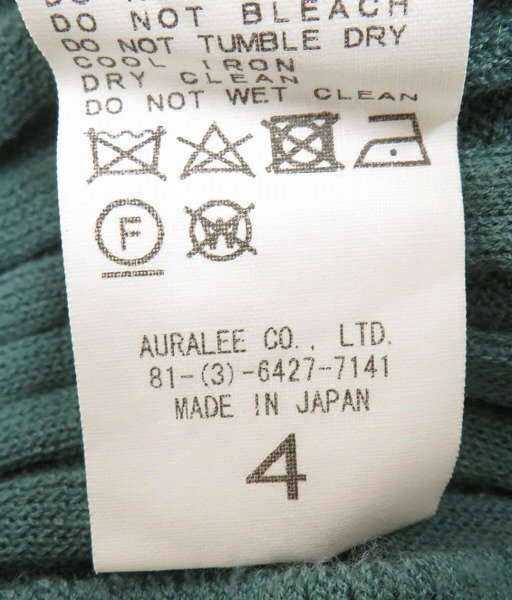 DO NOT BLEACH
DO NOT TUMBLE DRY
COOL IRON
DRY CLEAN
DO NOT WET CLEAN
F
W
AURALEE CO., LTD.
81-(3)-6427-7141
MADE IN JAPAN
4